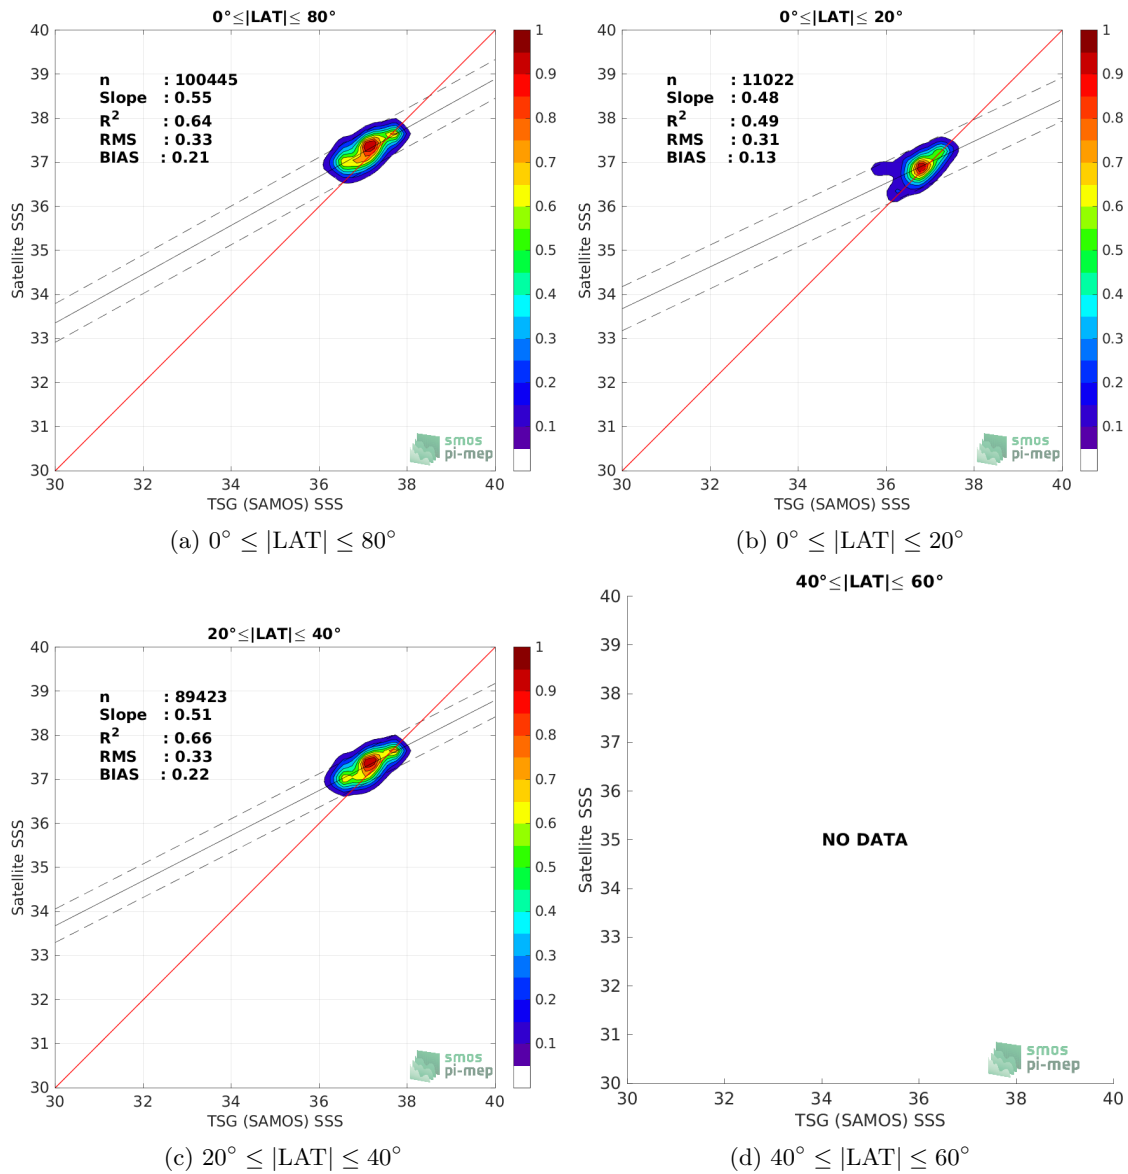 0°≤|LAT|≤ 80°
40
39
38
37
36
35
34
33
32
31
30
Satellite SSS
n : 100445
Slope : 0.55
R² : 0.64
RMS : 0.33
BIAS : 0.21
smos
pi-mep
30 32 34 36 38 40
TSG (SAMOS) SSS
1
0.9
0.8
0.7
0.6
0.5
0.4
0.3
0.2
0.1
(a) 0° ≤ |LAT| ≤ 80°
0°≤|LAT|≤ 20°
40
39
38
37
36
35
34
33
32
31
30
Satellite SSS
n : 11022
Slope : 0.48
R² : 0.49
RMS : 0.31
BIAS : 0.13
smos
pi-mep
30 32 34 36 38 40
TSG (SAMOS) SSS
1
0.9
0.8
0.7
0.6
0.5
0.4
0.3
0.2
0.1
(b) 0° ≤ |LAT| ≤ 20°
20°≤|LAT|≤ 40°
40
39
38
37
36
35
34
33
32
31
30
Satellite SSS
n : 89423
Slope : 0.51
R² : 0.66
RMS : 0.33
BIAS : 0.22
smos
pi-mep
30 32 34 36 38 40
TSG (SAMOS) SSS
1
0.9
0.8
0.7
0.6
0.5
0.4
0.3
0.2
0.1
(c) 20° ≤ |LAT| ≤ 40°
40°≤|LAT|≤ 60°
40
39
38
37
36
35
34
33
32
31
30
Satellite SSS
NO DATA
smos
pi-mep
30 32 34 36 38 40
TSG (SAMOS) SSS
(d) 40° ≤ |LAT| ≤ 60°